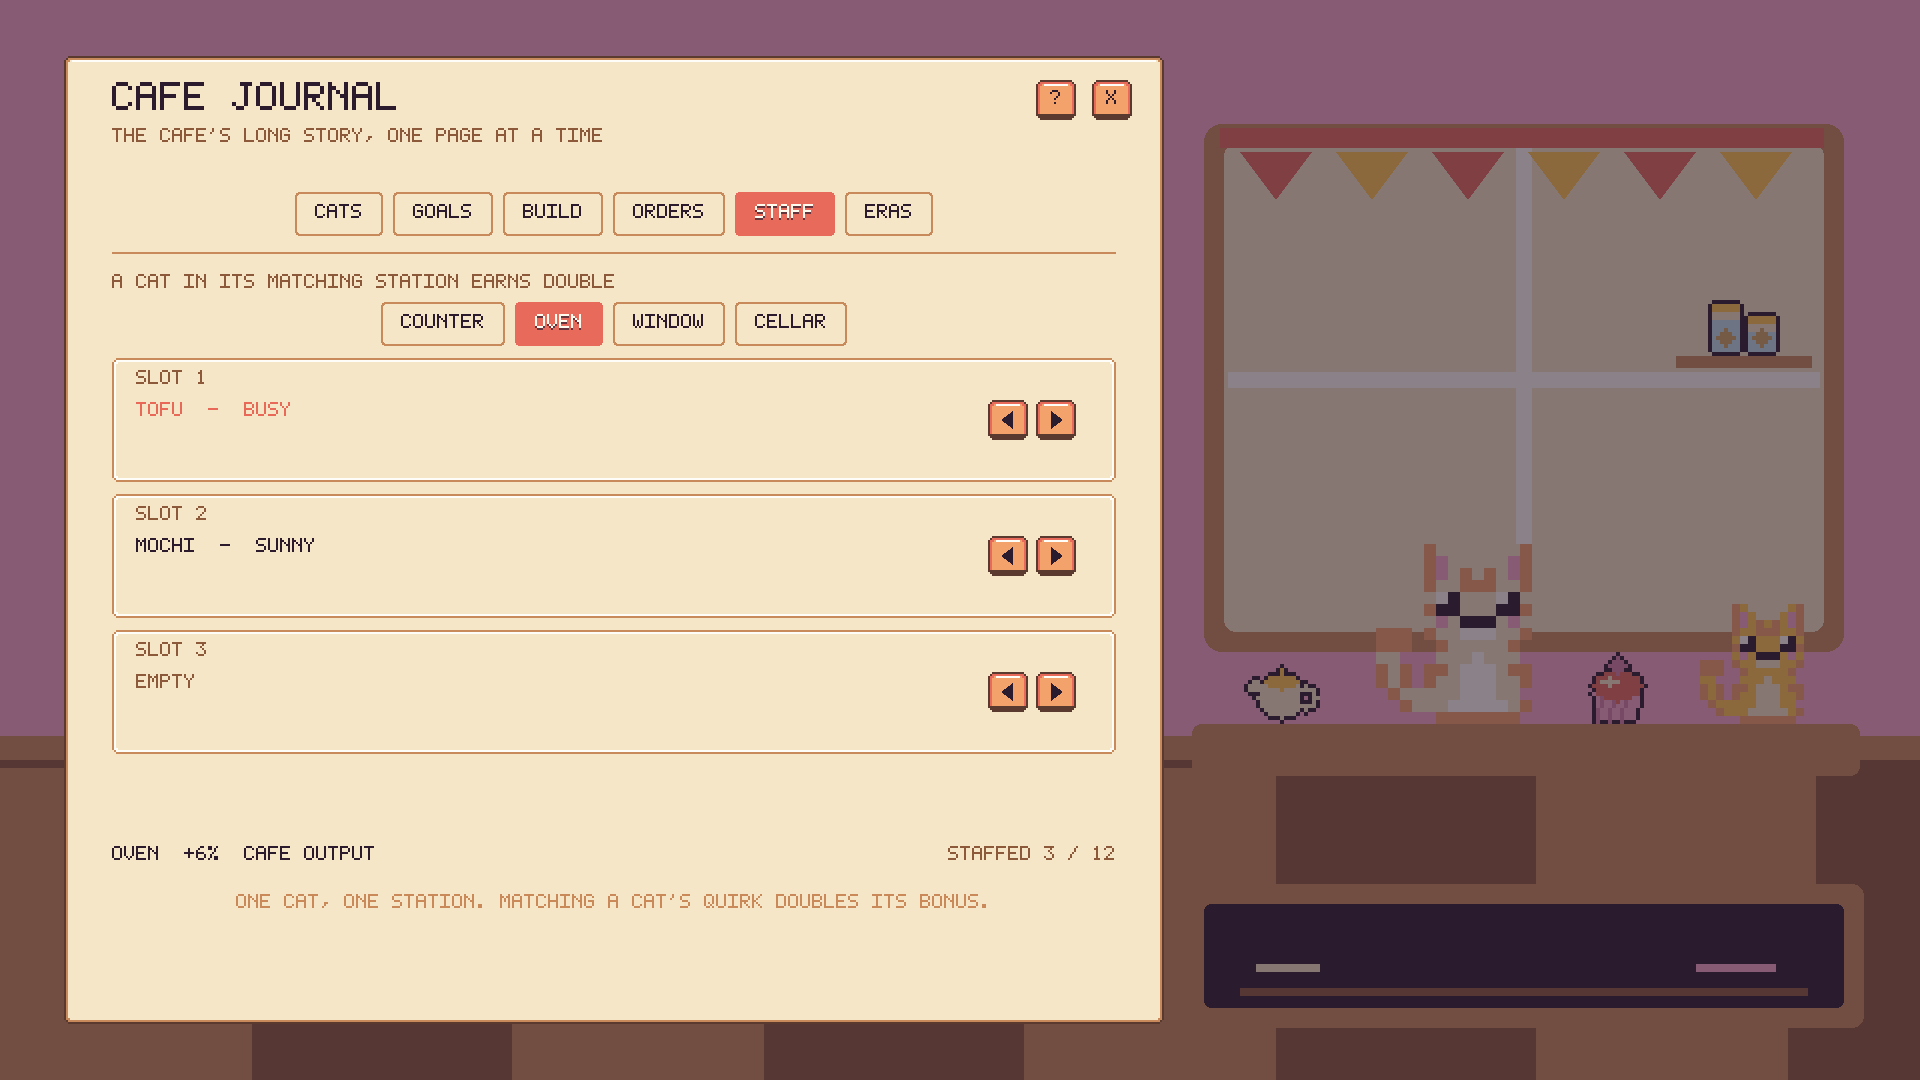 CAFE JOURNAL
? X
THE CAFE'S LONG STORY, ONE PAGE AT A TIME
CATS GOALS BUILD ORDERS STAFF ERAS
A CAT IN ITS MATCHING STATION EARNS DOUBLE
COUNTER OVEN WINDOW CELLAR
SLOT 1
TOFU - BUSY
SLOT 2
MOCHI - SUNNY
SLOT 3
EMPTY
OVEN +6% CAFE OUTPUT
STAFFED 3 / 12
ONE CAT, ONE STATION. MATCHING A CAT'S QUIRK DOUBLES ITS BONUS.